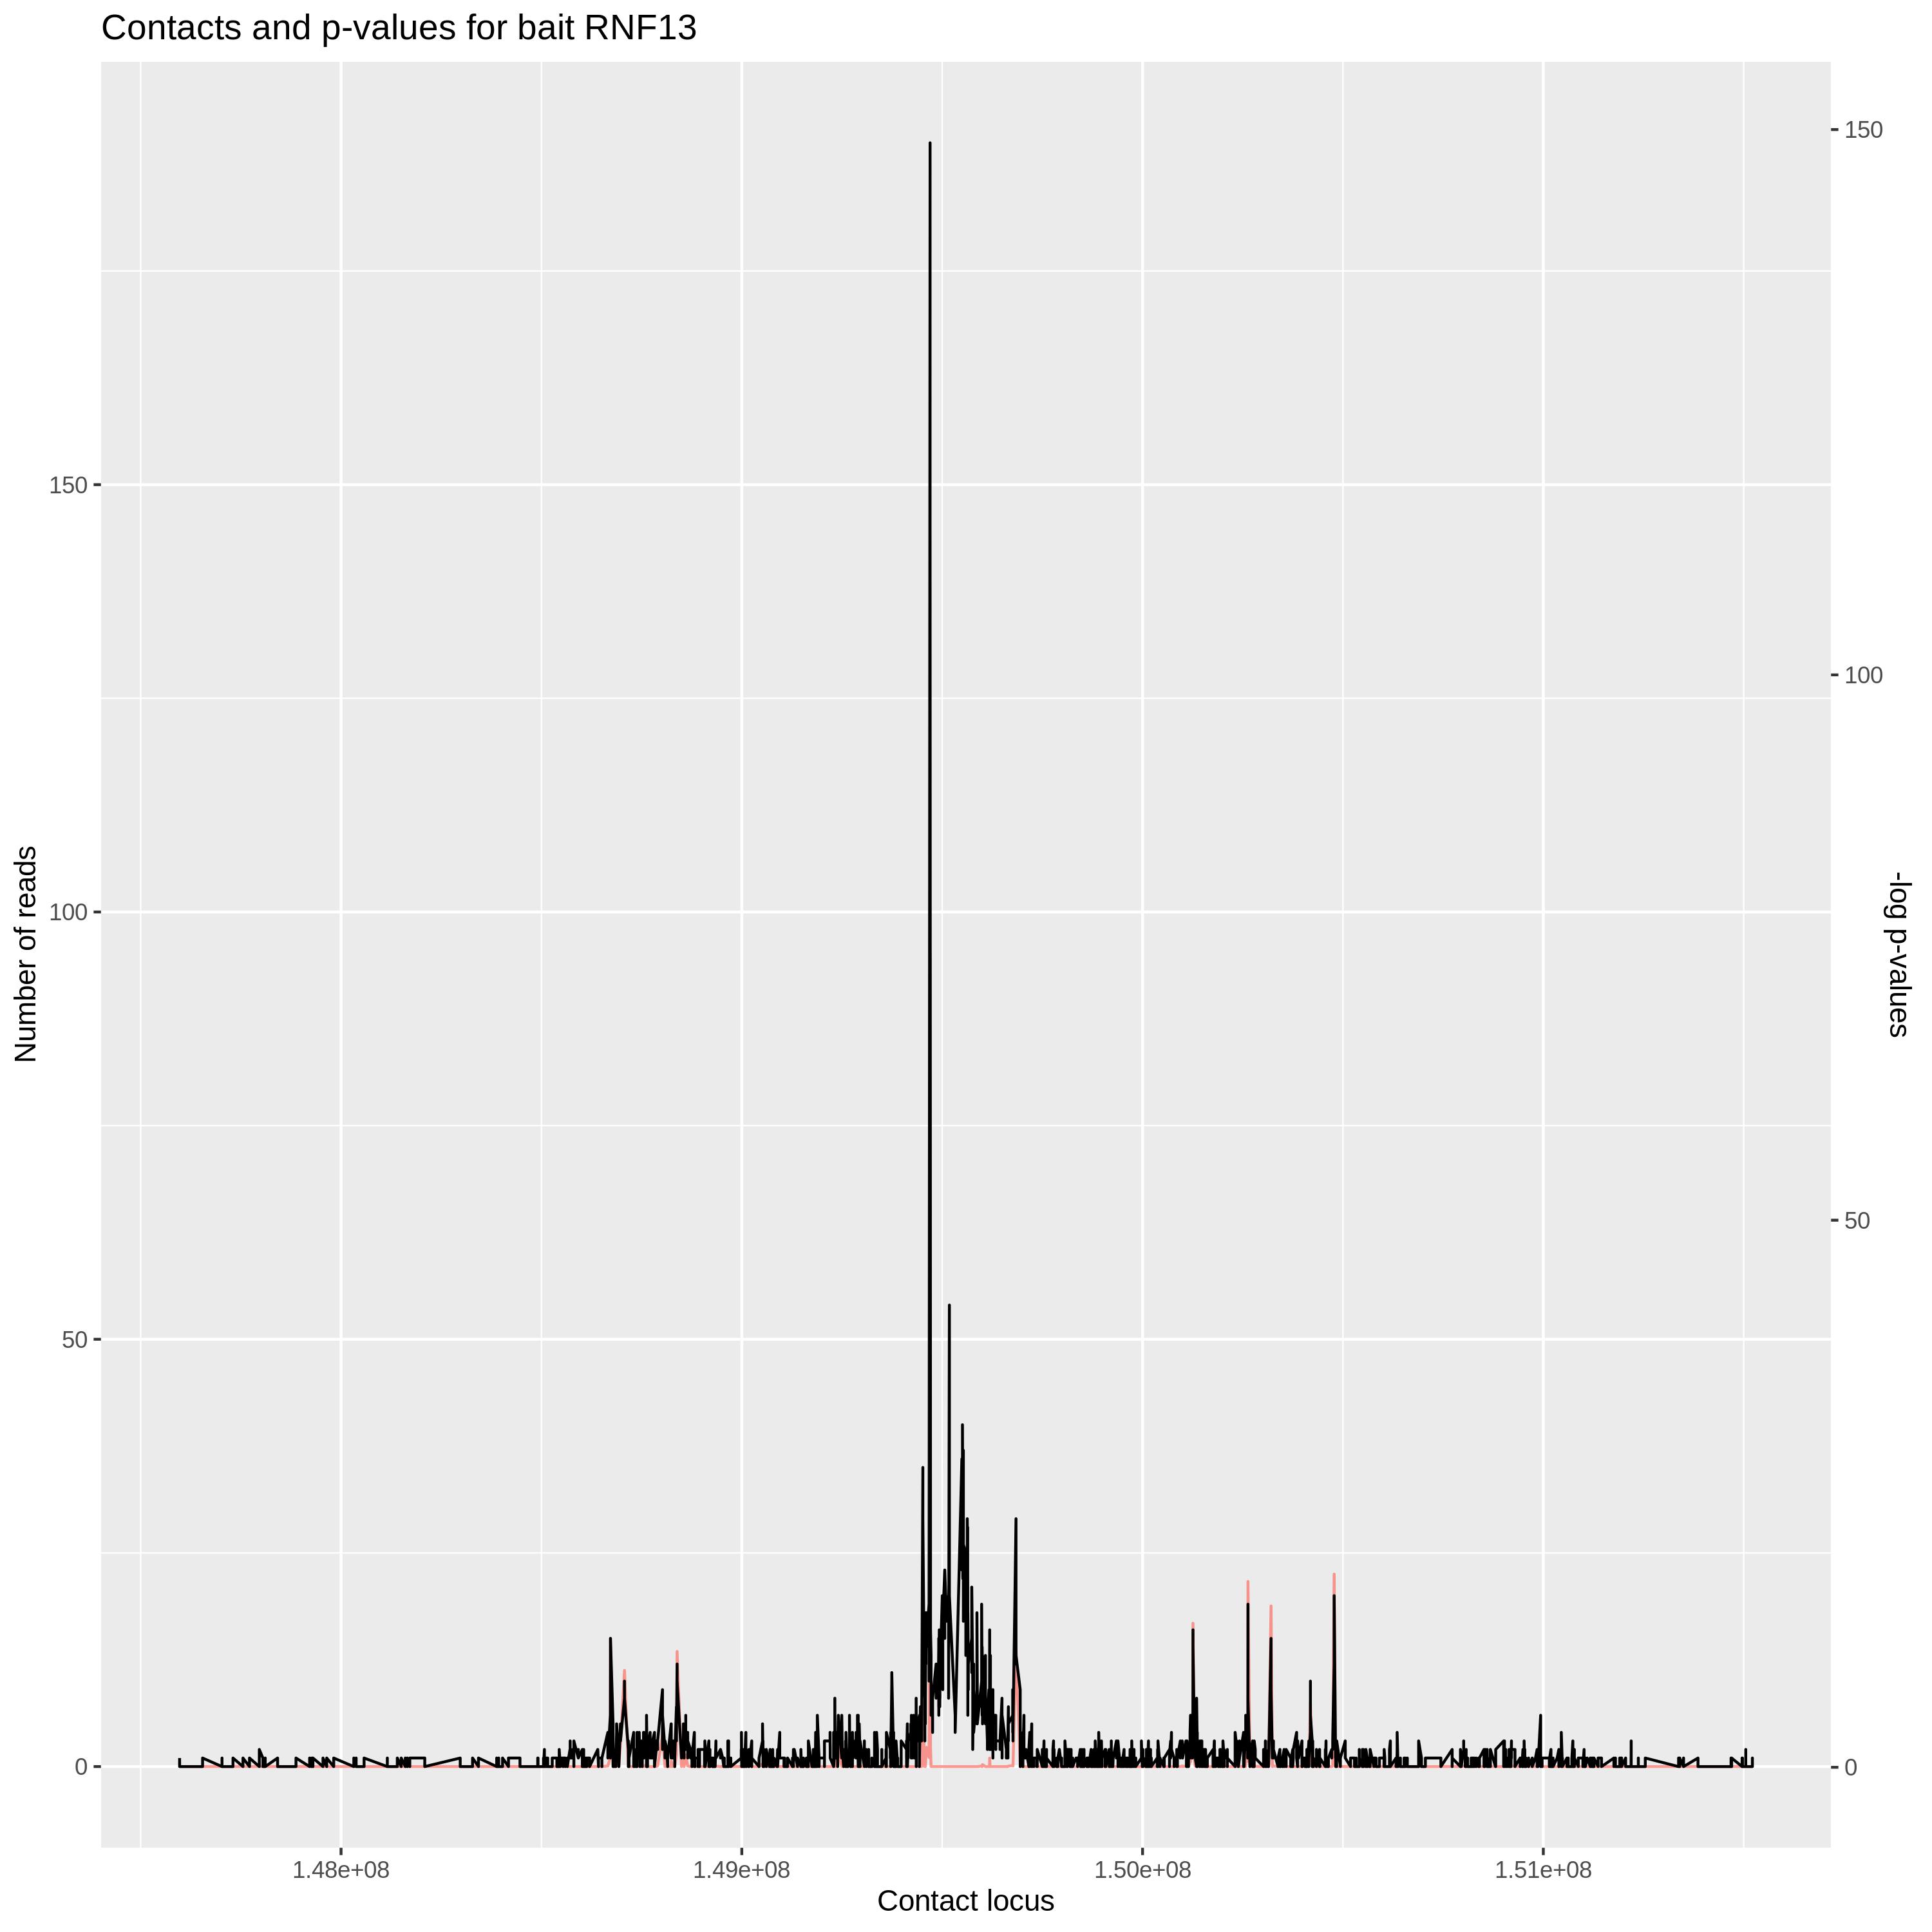 Contacts and p-values for bait RNF13
Number of reads
150
100
50
0
150
100
50
0
-log p-values
1.48e+08
1.49e+08
1.50e+08
1.51e+08
Contact locus